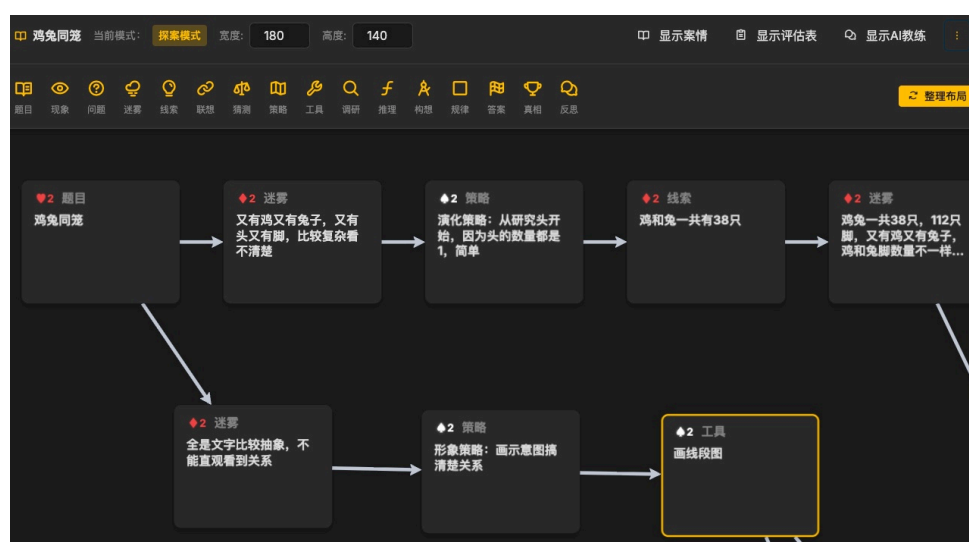 鸡兔同笼 当前模式： 探案模式 宽度： 180 高度： 140 显示案情 显示评估表 显示AI教练
题目 现象 问题 迷雾 线索 联想 猜测 策略 工具 调研 推理 构想 规律 答案 真相 反思 整理布局
♥2 题目
鸡兔同笼
♦2 迷雾
又有鸡又有兔子，又有
头又有脚，比较复杂看
不清楚
♠2 策略
演化策略：从研究头开
始，因为头的数量都是
1，简单
♦2 线索
鸡和兔一共有38只
♦2 迷雾
鸡兔一共38只，112只
脚，又有鸡又有兔子，
鸡和兔脚数量不一样...
♦2 迷雾
全是文字比较抽象，不
能直观看到关系
♠2 策略
形象策略：画示意图搞
清楚关系
♠2 工具
画线段图